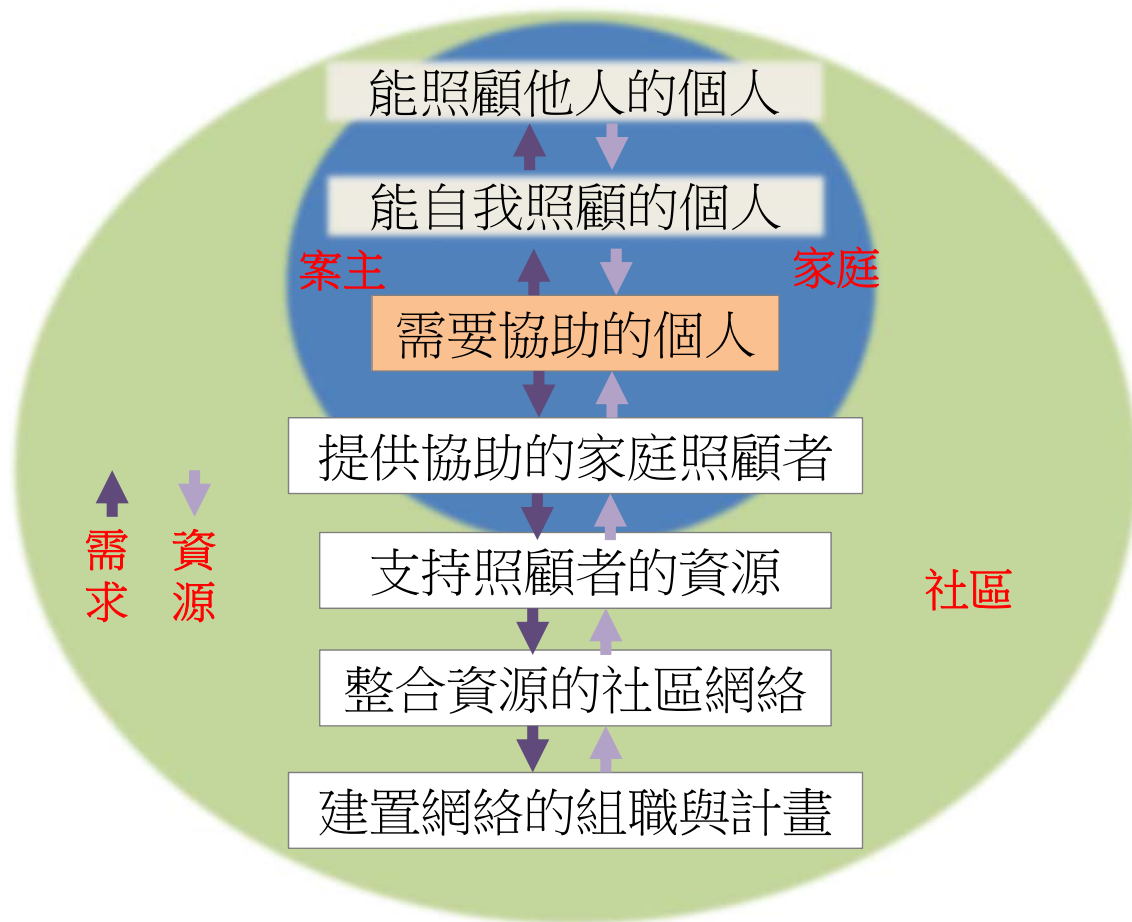 能照顧他人的個人
能自我照顧的個人
案主
家庭
需要協助的個人
提供協助的家庭照顧者
需求
資源
支持照顧者的資源
社區
整合資源的社區網絡
建置網絡的組職與計畫